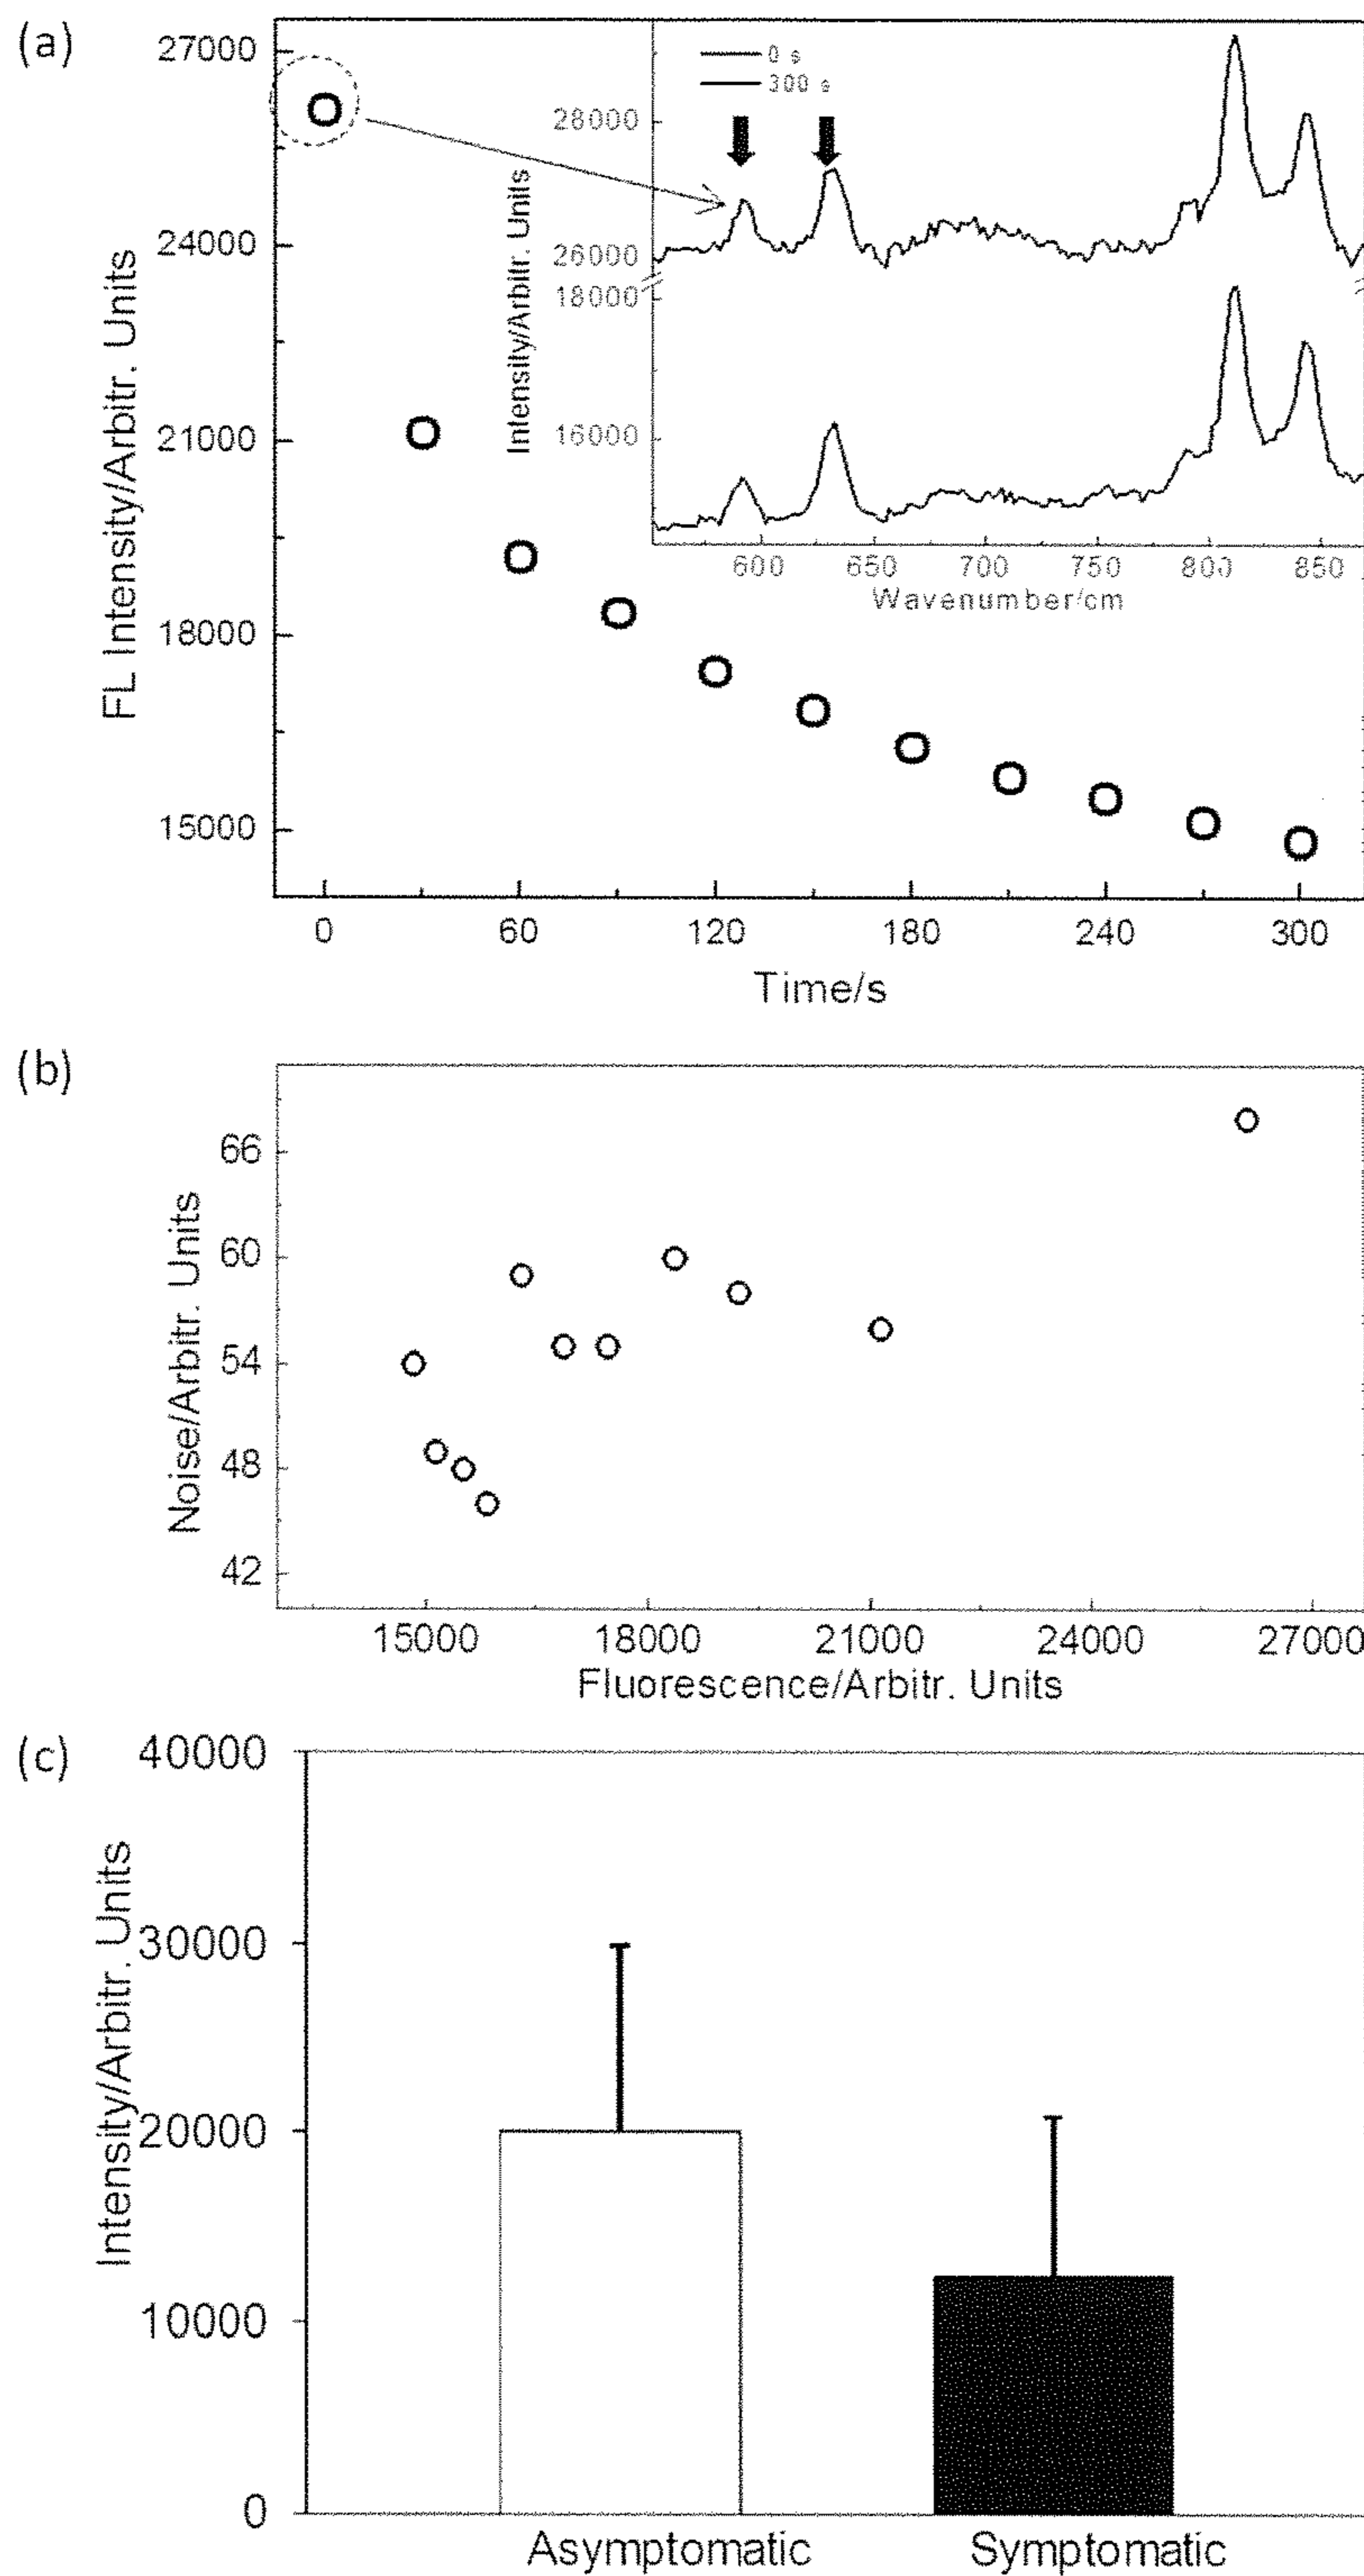 (a)
27000
24000
21000
18000
15000
FL Intensity/Arbitr. Units
0 60 120 180 240 300
Time/s
0 s
300 s
28000
26000
18000
16000
Intensity/Arbitr. Units
600 650 700 750 800 850
Wavenumber/cm
(b)
66
60
54
48
42
Noise/Arbitr. Units
15000 18000 21000 24000 27000
Fluorescence/Arbitr. Units
(c)
40000
30000
20000
10000
0
Intensity/Arbitr. Units
Asymptomatic Symptomatic